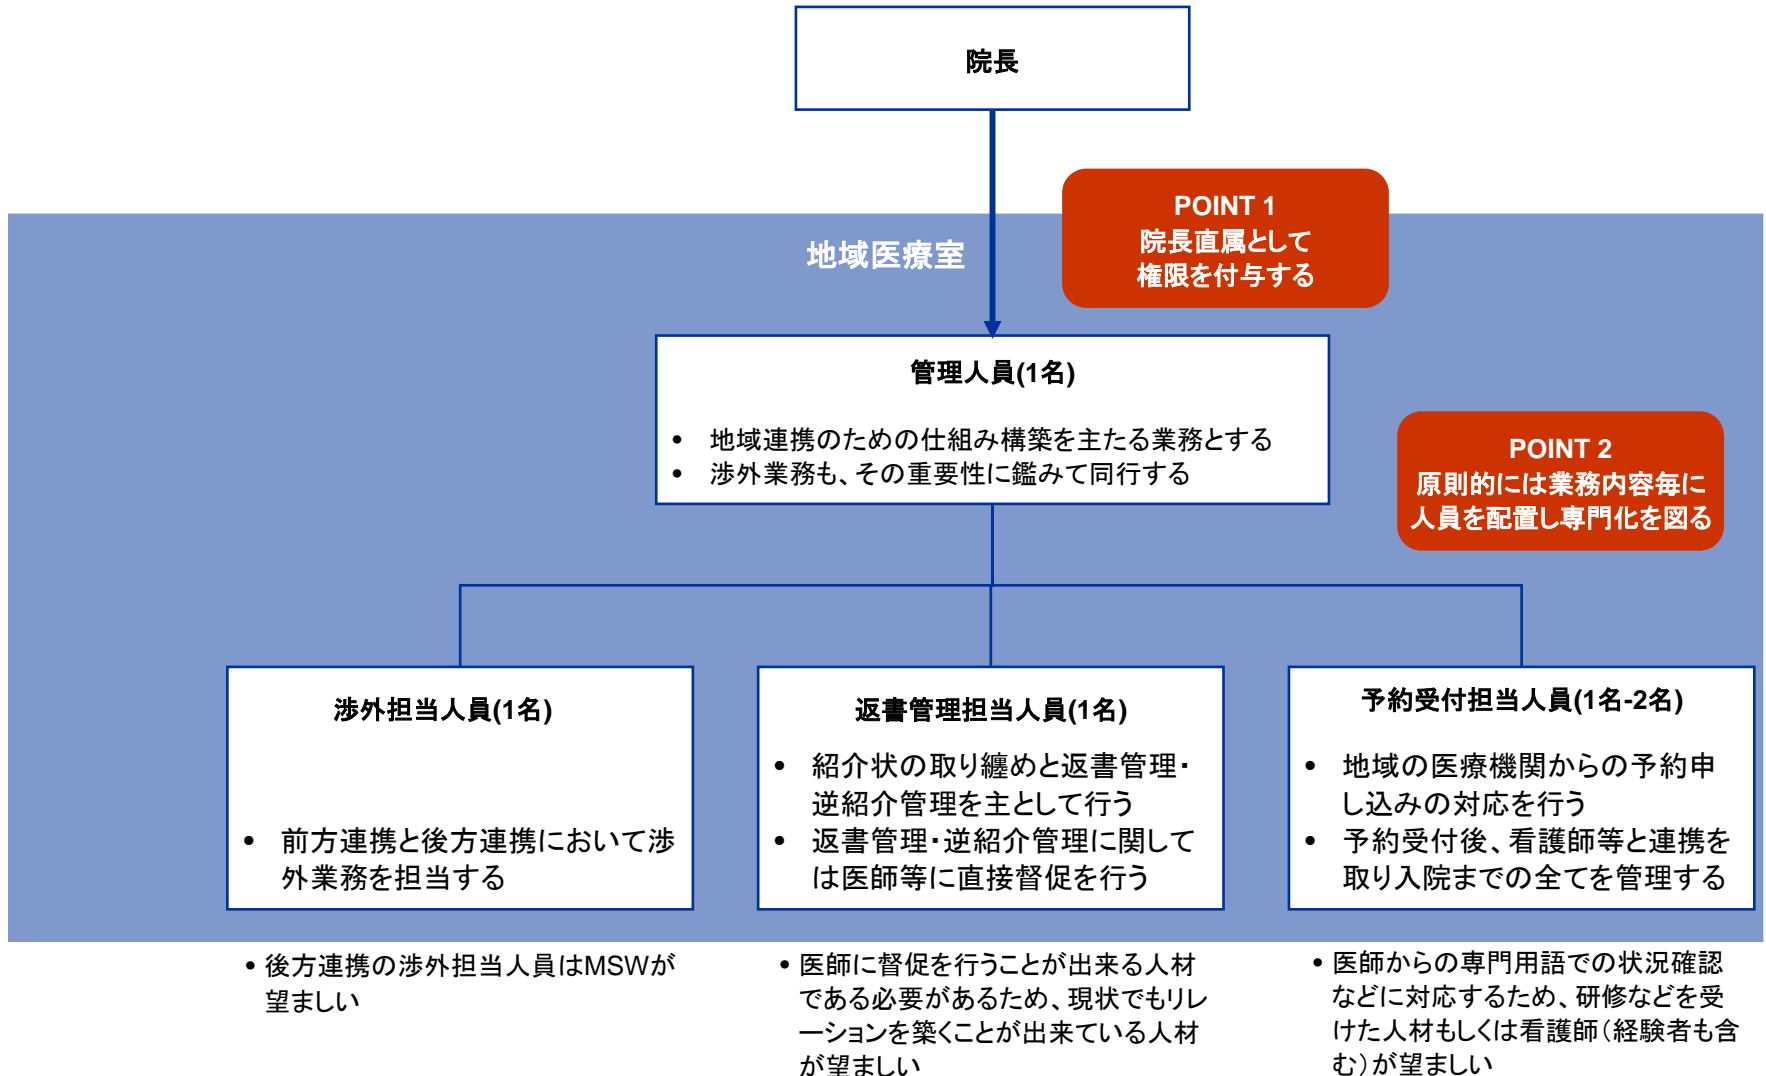 院長
POINT 1
院長直属として
権限を付与する
地域医療室
管理人員(1名)
• 地域連携のための仕組み構築を主たる業務とする
• 渉外業務も、その重要性に鑑みて同行する
POINT 2
原則的には業務内容毎に
人員を配置し専門化を図る
渉外担当人員(1名)
• 前方連携と後方連携において渉
外業務を担当する
返書管理担当人員(1名)
• 紹介状の取り纏めと返書管理・
逆紹介管理を主として行う
• 返書管理・逆紹介管理に関して
は医師等に直接督促を行う
予約受付担当人員(1名-2名)
• 地域の医療機関からの予約申
し込みの対応を行う
• 予約受付後、看護師等と連携を
取り入院までの全てを管理する
• 後方連携の渉外担当人員はMSWが
望ましい
• 医師に督促を行うことが出来る人材
である必要があるため、現状でもリレ
ーションを築くことが出来ている人材
が望ましい
• 医師からの専門用語での状況確認
などに対応するため、研修などを受
けた人材もしくは看護師（経験者も含
む）が望ましい